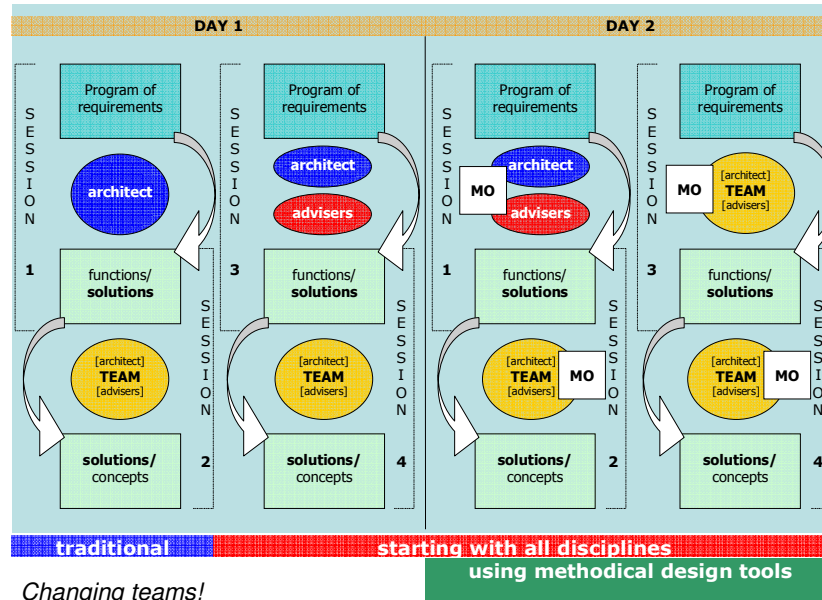 DAY 1
DAY 2
Program of
requirements
Program of
requirements
Program of
requirements
Program of
requirements
SESSION
SESSION
SESSION
SESSION
architect
architect
advisers
MO
architect
advisers
MO
[architect]
TEAM
[advisers]
1
functions/
solutions
3
functions/
solutions
1
functions/
solutions
3
functions/
solutions
SESSION
SESSION
SESSION
SESSION
[architect]
TEAM
[advisers]
[architect]
TEAM
[advisers]
[architect]
TEAM
[advisers]
MO
[architect]
TEAM
[advisers]
MO
solutions/
concepts
2
solutions/
concepts
4
solutions/
concepts
2
solutions/
concepts
4
traditional
starting with all disciplines
using methodical design tools
Changing teams!